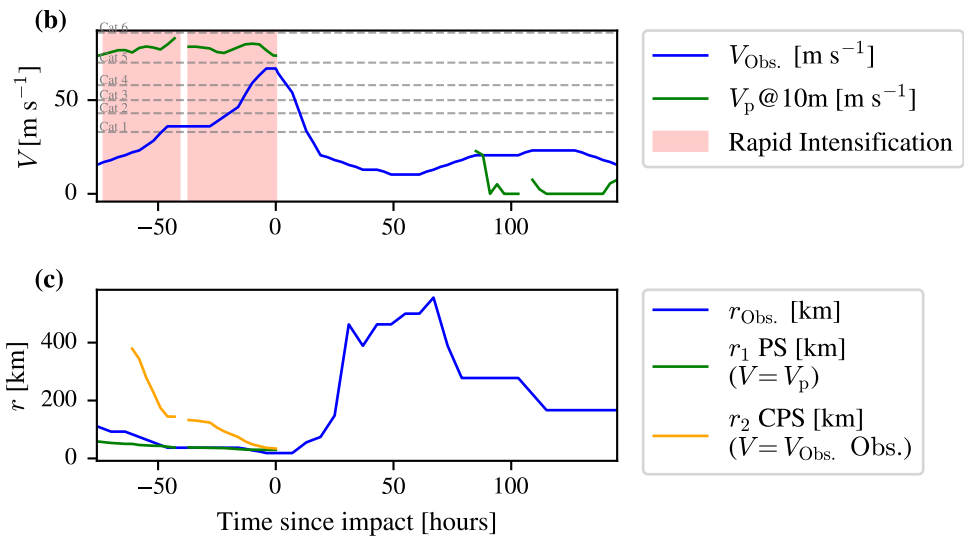 (b)
Cat 6
Cat 5
Cat 4
Cat 3
Cat 2
Cat 1
50
0
V [m s⁻¹]
−50 0 50 100
V_Obs. [m s⁻¹]
V_p@10m [m s⁻¹]
Rapid Intensification
(c)
400
200
0
r [km]
−50 0 50 100
Time since impact [hours]
r_Obs. [km]
r₁ PS [km]
(V = V_p)
r₂ CPS [km]
(V = V_Obs. Obs.)